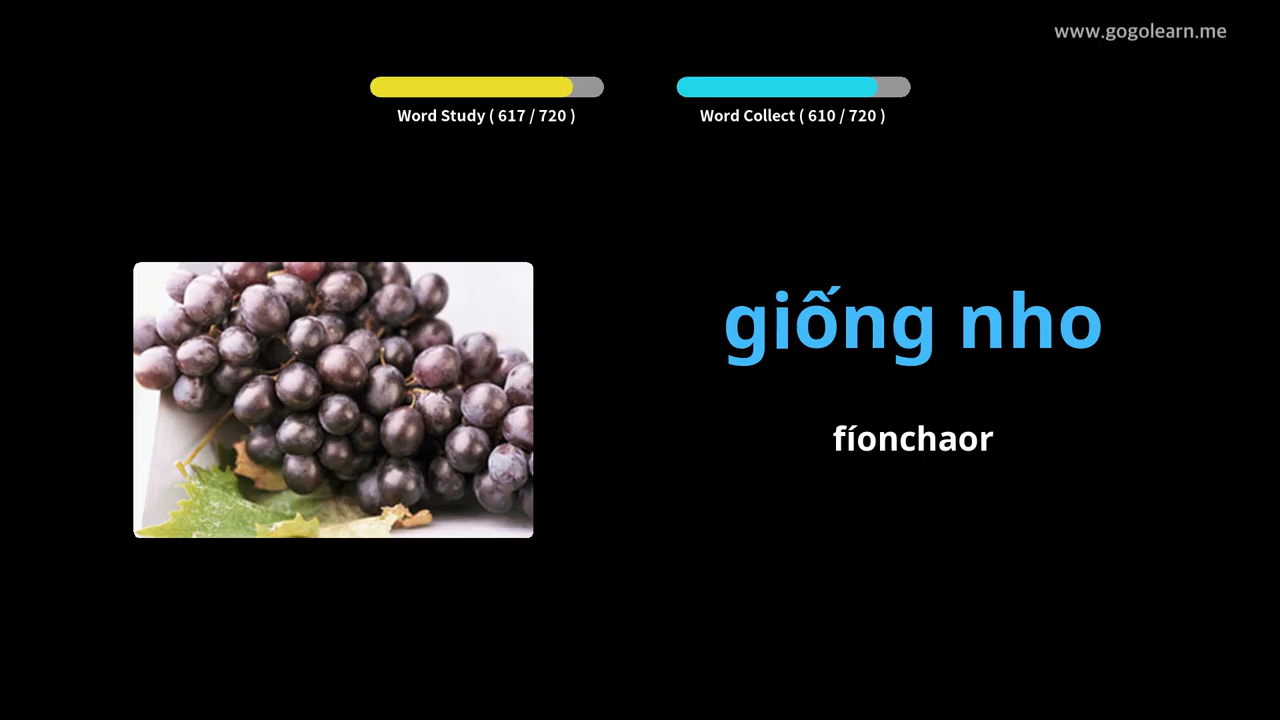 www.gogolearn.me
Word Study ( 617 / 720 )
Word Collect ( 610 / 720 )
giống nho
fíonchaor